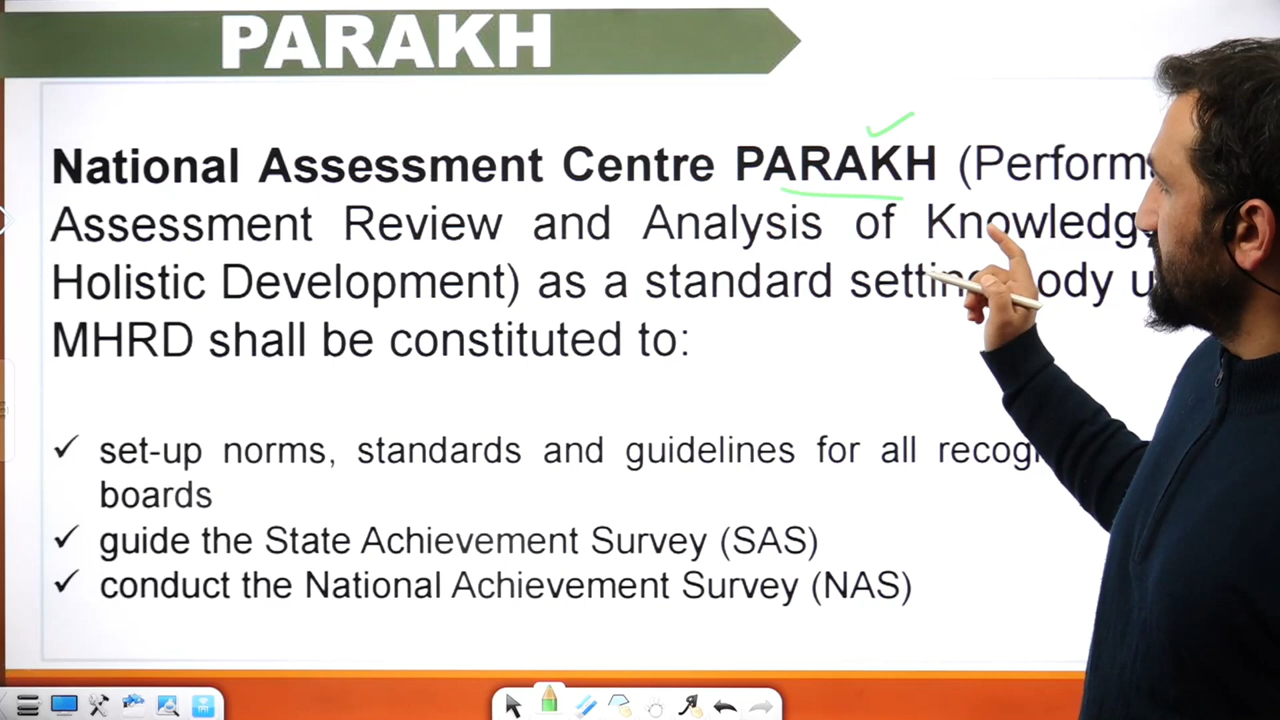 PARAKH
National Assessment Centre PARAKH (Performa
Assessment Review and Analysis of Knowledg
Holistic Development) as a standard setting body u
MHRD shall be constituted to:
✓ set-up norms, standards and guidelines for all recogn
boards
✓ guide the State Achievement Survey (SAS)
✓ conduct the National Achievement Survey (NAS)